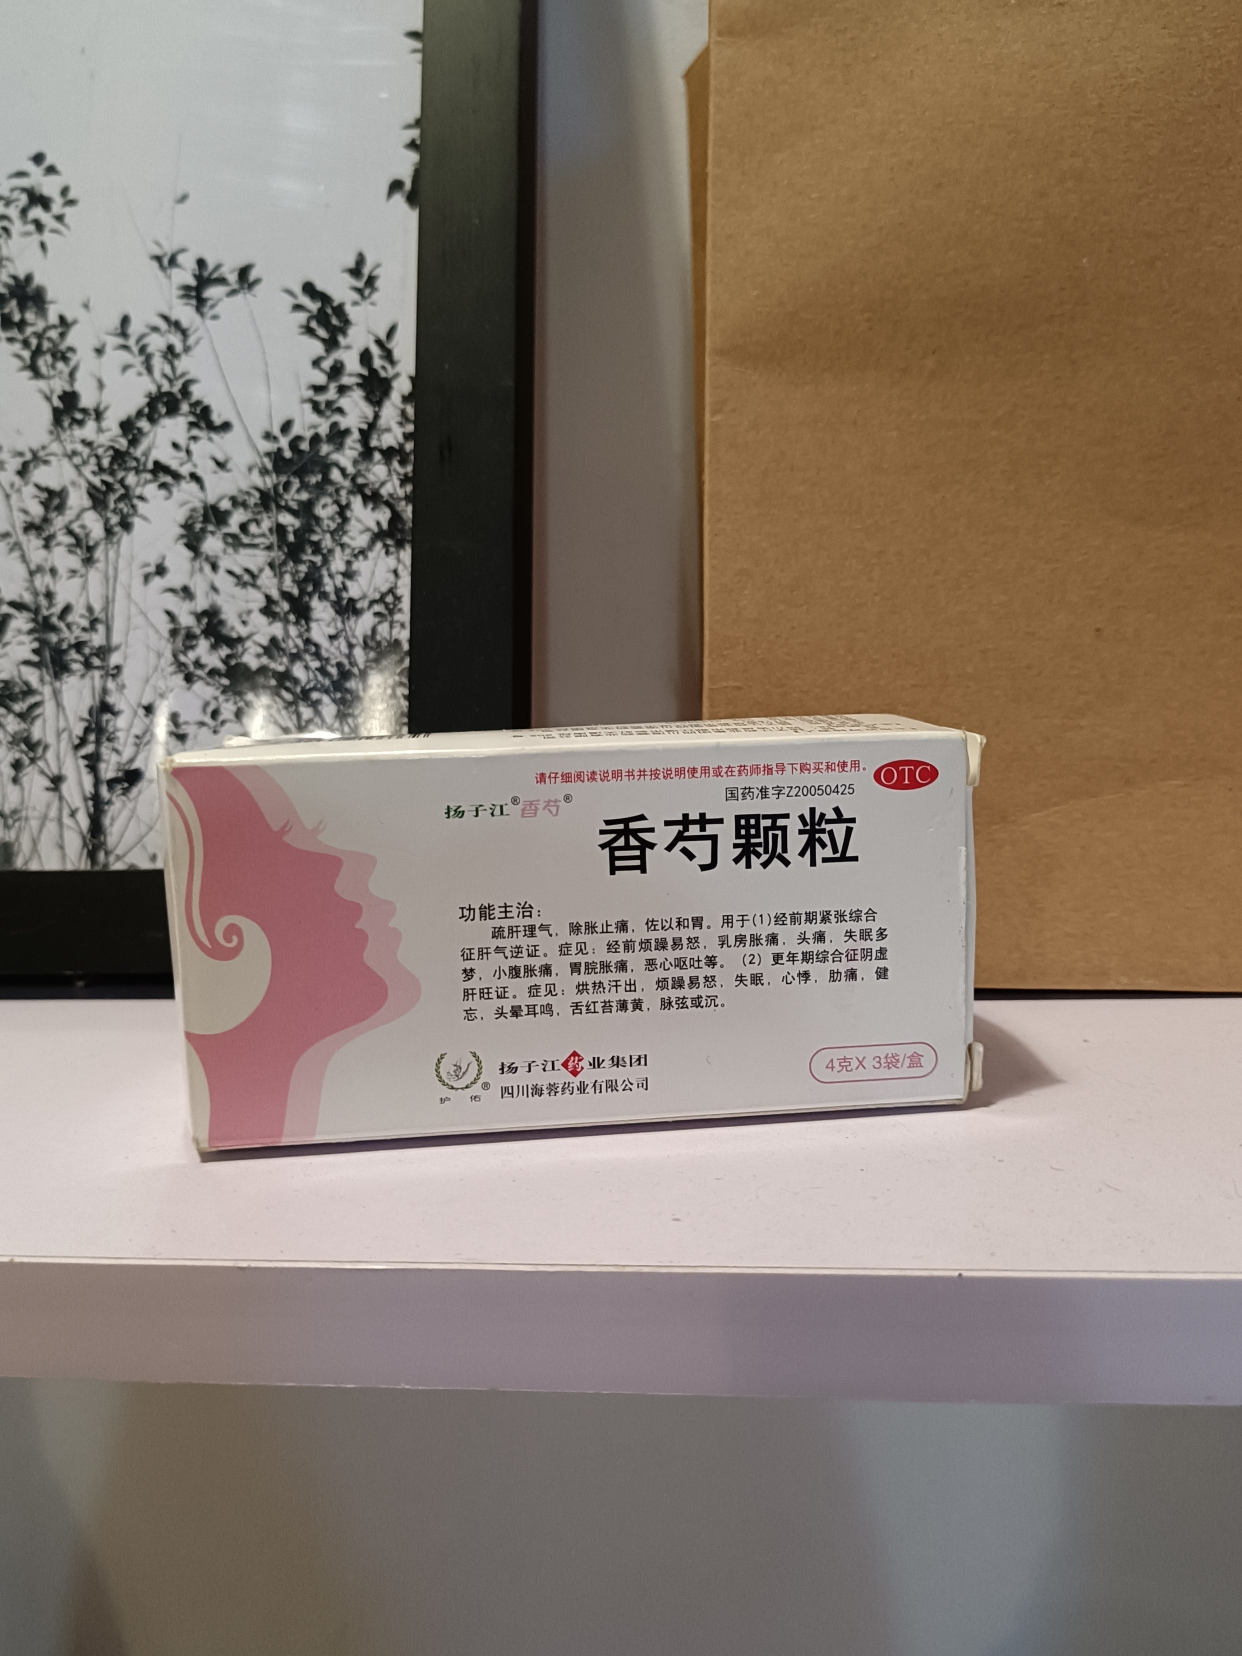 请仔细阅读说明书并按说明使用或在药师指导下购买和使用。
OTC
国药准字Z20050425
扬子江®香芍®
香芍颗粒
功能主治：
疏肝理气，除胀止痛，佐以和胃。用于(1)经前期紧张综合
征肝气逆证。症见：经前烦躁易怒，乳房胀痛，头痛，失眠多
梦，小腹胀痛，胃脘胀痛，恶心呕吐等。（2）更年期综合征阴虚
肝旺证。症见：烘热汗出，烦躁易怒，失眠，心悸，肋痛，健
忘，头晕耳鸣，舌红苔薄黄，脉弦或沉。
扬子江药业集团
四川海蓉药业有限公司
护佑®
4克X 3袋/盒